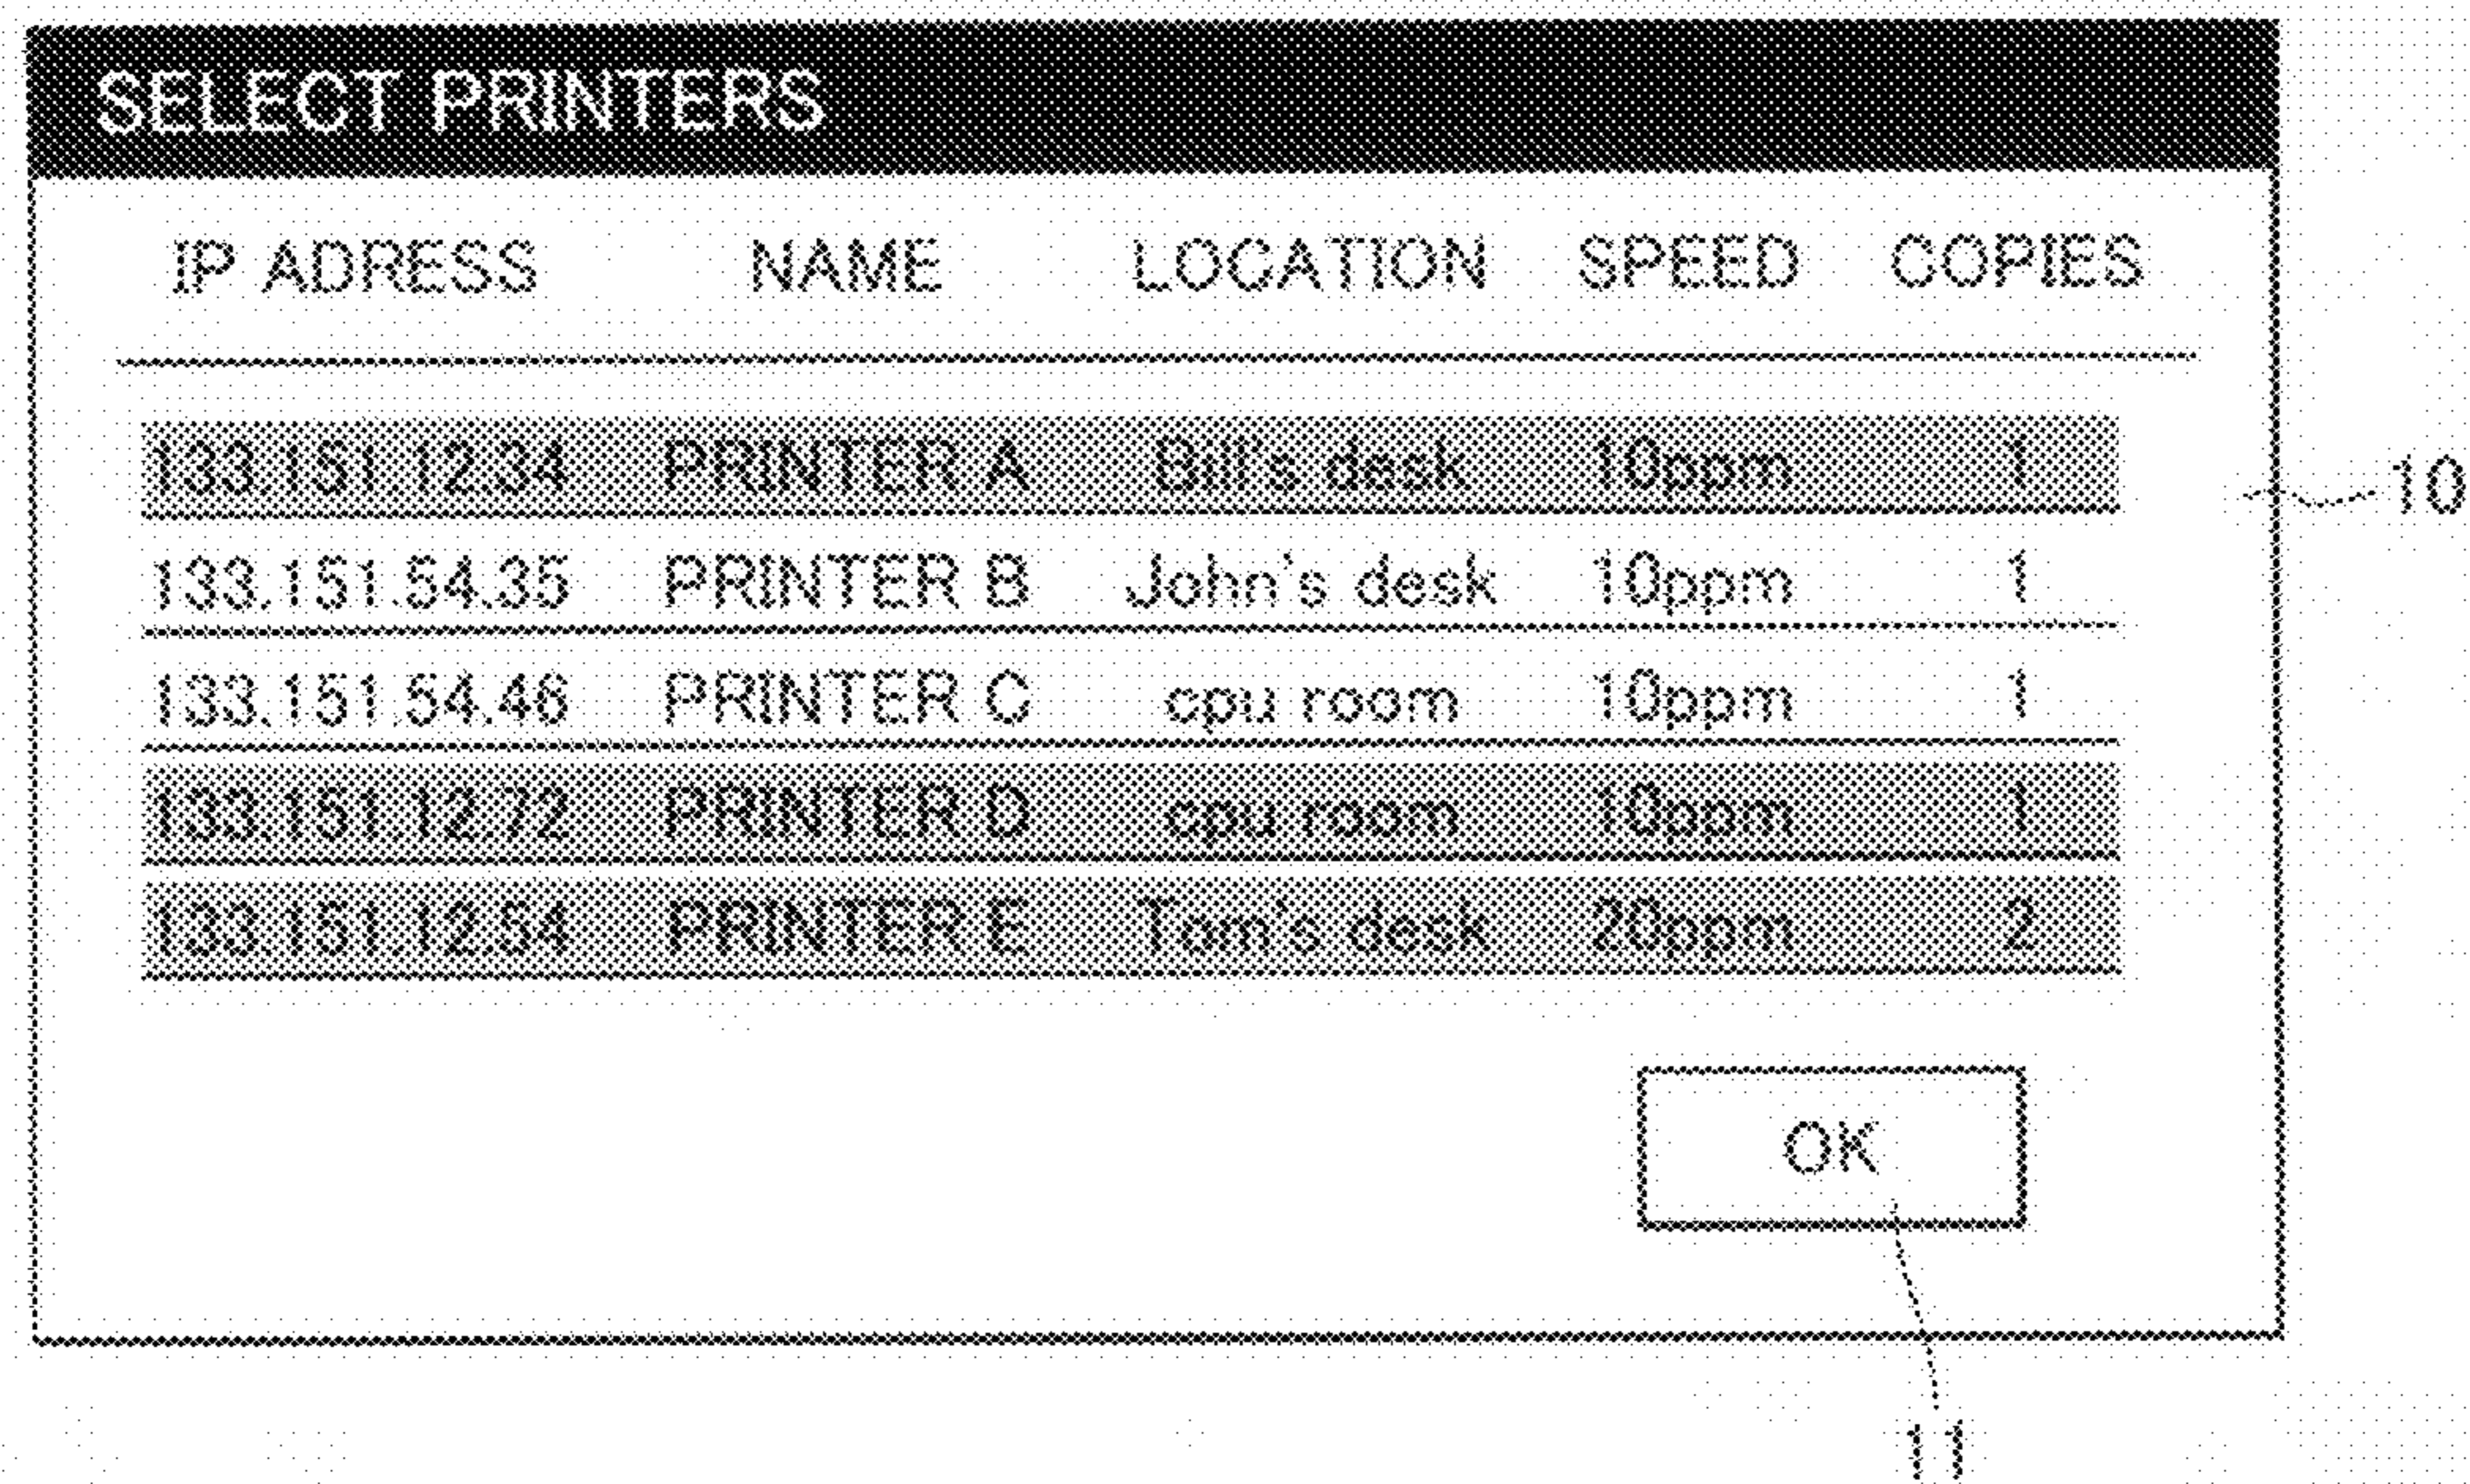 SELECT PRINTERS
IP ADRESS NAME LOCATION SPEED COPIES
133.151.12.34 PRINTER A Bill's desk 10ppm 1
10
133.151.54.35 PRINTER B John's desk 10ppm 1
133.151.54.46 PRINTER C cpu room 10ppm 1
133.151.12.72 PRINTER D cpu room 10ppm 1
133.151.12.54 PRINTER E Tom's desk 20ppm 2
OK
11